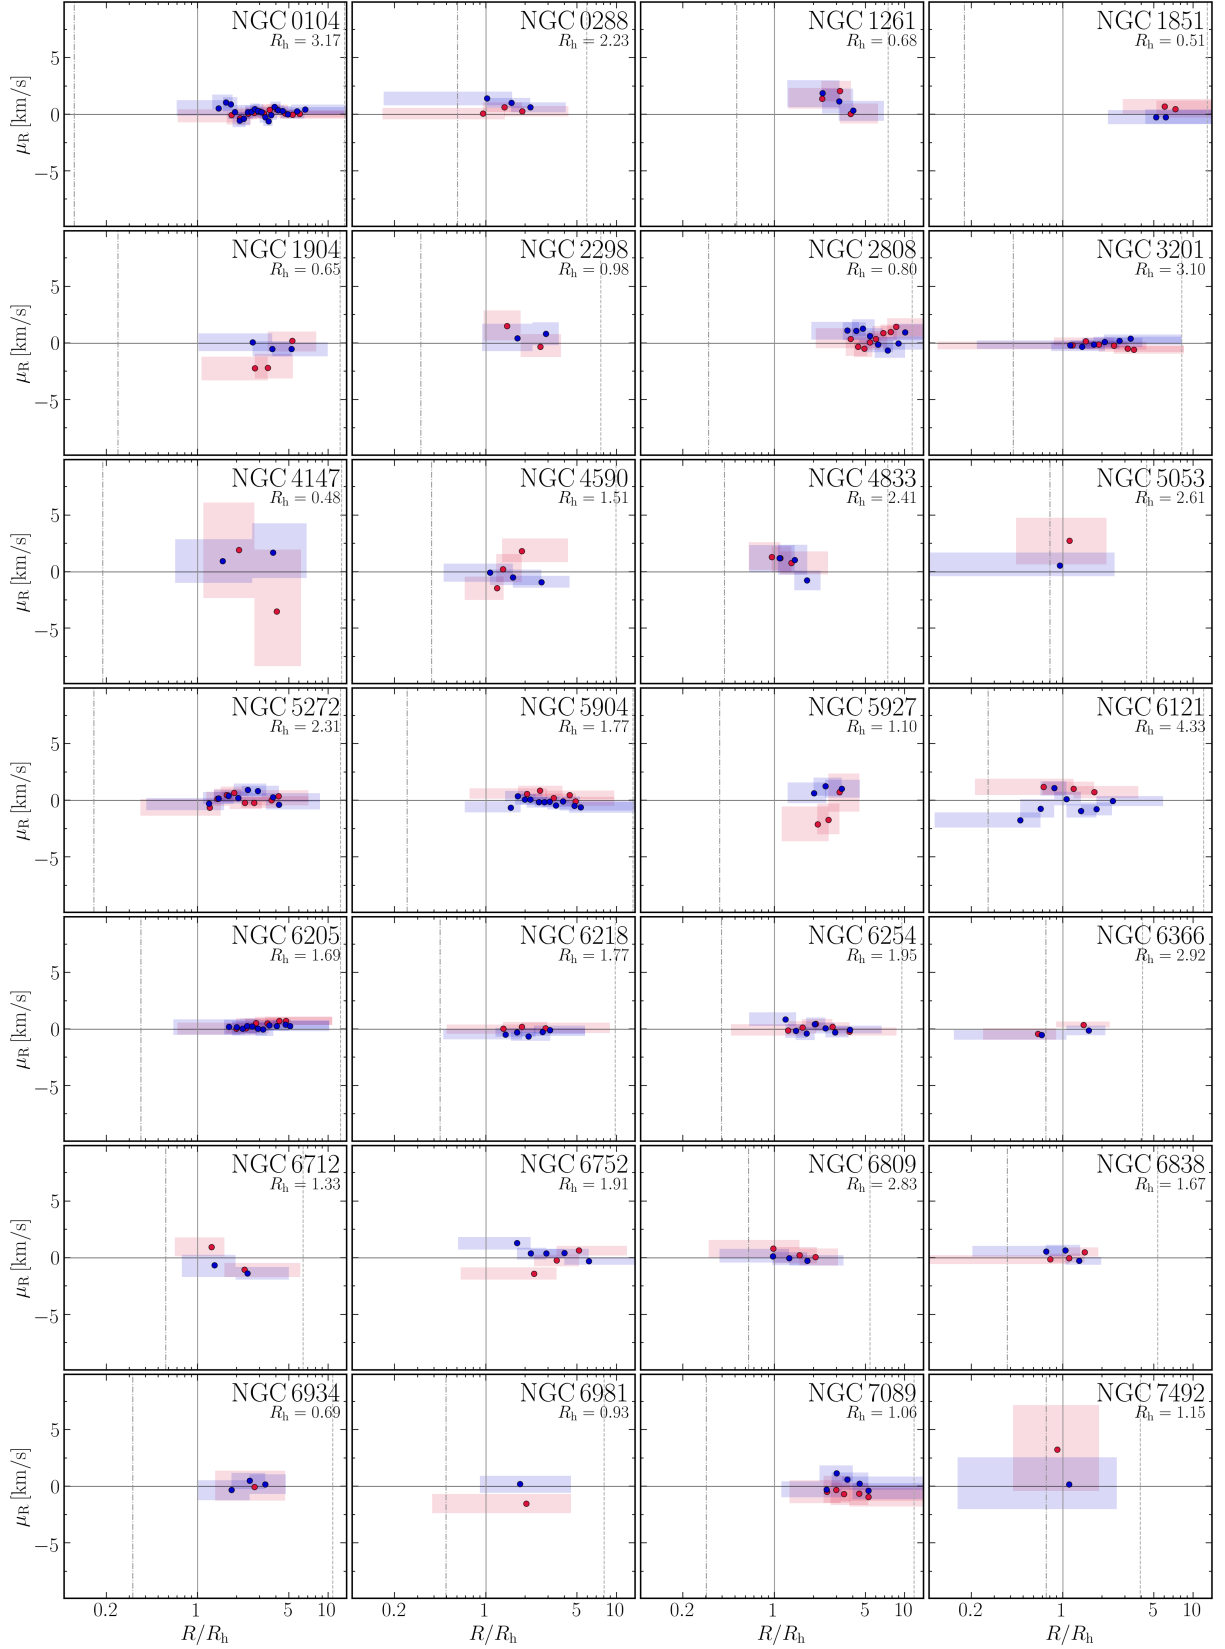 NGC 0104 NGC 0288 NGC 1261 NGC 1851
R_h = 3.17 R_h = 2.23 R_h = 0.68 R_h = 0.51
5
0
−5
μ_R [km/s]
NGC 1904 NGC 2298 NGC 2808 NGC 3201
R_h = 0.65 R_h = 0.98 R_h = 0.80 R_h = 3.10
5
0
−5
μ_R [km/s]
NGC 4147 NGC 4590 NGC 4833 NGC 5053
R_h = 0.48 R_h = 1.51 R_h = 2.41 R_h = 2.61
5
0
−5
μ_R [km/s]
NGC 5272 NGC 5904 NGC 5927 NGC 6121
R_h = 2.31 R_h = 1.77 R_h = 1.10 R_h = 4.33
5
0
−5
μ_R [km/s]
NGC 6205 NGC 6218 NGC 6254 NGC 6366
R_h = 1.69 R_h = 1.77 R_h = 1.95 R_h = 2.92
5
0
−5
μ_R [km/s]
NGC 6712 NGC 6752 NGC 6809 NGC 6838
R_h = 1.33 R_h = 1.91 R_h = 2.83 R_h = 1.67
5
0
−5
μ_R [km/s]
NGC 6934 NGC 6981 NGC 7089 NGC 7492
R_h = 0.69 R_h = 0.93 R_h = 1.06 R_h = 1.15
5
0
−5
μ_R [km/s]
0.2 1 5 10 0.2 1 5 10 0.2 1 5 10 0.2 1 5 10
R/R_h R/R_h R/R_h R/R_h